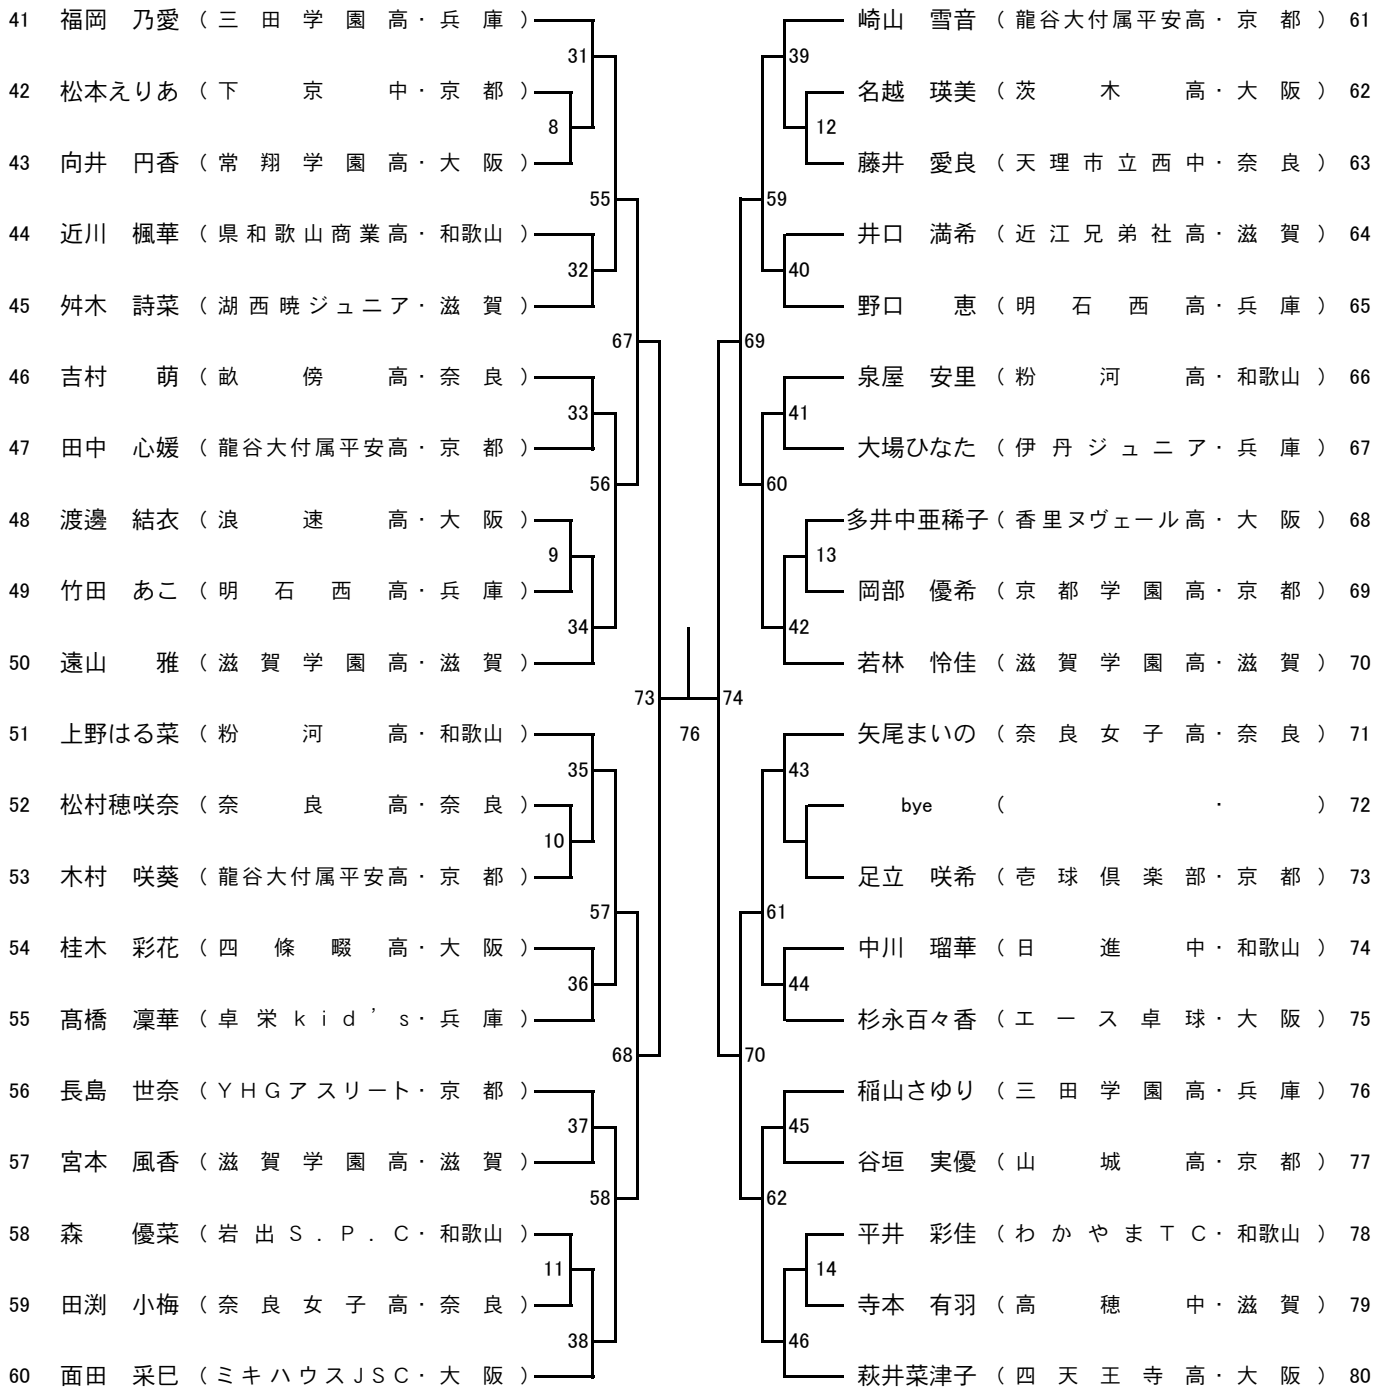 41 福岡 乃愛 (三田学園高・兵庫)
31
42 松本えりあ (下京中・京都)
8
43 向井 円香 (常翔学園高・大阪)
55
44 近川 楓華 (県和歌山商業高・和歌山)
32
45 舛木 詩菜 (湖西暁ジュニア・滋賀)
67
46 吉村 萌 (畝傍高・奈良)
33
47 田中 心媛 (龍谷大付属平安高・京都)
56
48 渡邊 結衣 (浪速高・大阪)
9
49 竹田 あこ (明石西高・兵庫)
34
50 遠山 雅 (滋賀学園高・滋賀)
73
51 上野はる菜 (粉河高・和歌山)
35
52 松村穂咲奈 (奈良高・奈良)
10
53 木村 咲葵 (龍谷大付属平安高・京都)
57
54 桂木 彩花 (四條畷高・大阪)
36
55 髙橋 凜華 (卓栄kid's・兵庫)
68
56 長島 世奈 (YHGアスリート・京都)
37
57 宮本 風香 (滋賀学園高・滋賀)
58
58 森 優菜 (岩出S.P.C・和歌山)
11
59 田渕 小梅 (奈良女子高・奈良)
38
60 面田 采巳 (ミキハウスJSC・大阪)
76
崎山 雪音 (龍谷大付属平安高・京都) 61
39
名越 瑛美 (茨木高・大阪) 62
12
藤井 愛良 (天理市立西中・奈良) 63
59
井口 満希 (近江兄弟社高・滋賀) 64
40
野口 恵 (明石西高・兵庫) 65
69
泉屋 安里 (粉河高・和歌山) 66
41
大場ひなた (伊丹ジュニア・兵庫) 67
60
多井中亜稀子 (香里ヌヴェール高・大阪) 68
13
岡部 優希 (京都学園高・京都) 69
42
若林 怜佳 (滋賀学園高・滋賀) 70
74
矢尾まいの (奈良女子高・奈良) 71
43
bye ( ・ ) 72
足立 咲希 (壱球倶楽部・京都) 73
61
中川 瑠華 (日進中・和歌山) 74
44
杉永百々香 (エース卓球・大阪) 75
70
稲山さゆり (三田学園高・兵庫) 76
45
谷垣 実優 (山城高・京都) 77
62
平井 彩佳 (わかやまTC・和歌山) 78
14
寺本 有羽 (高穂中・滋賀) 79
46
萩井菜津子 (四天王寺高・大阪) 80